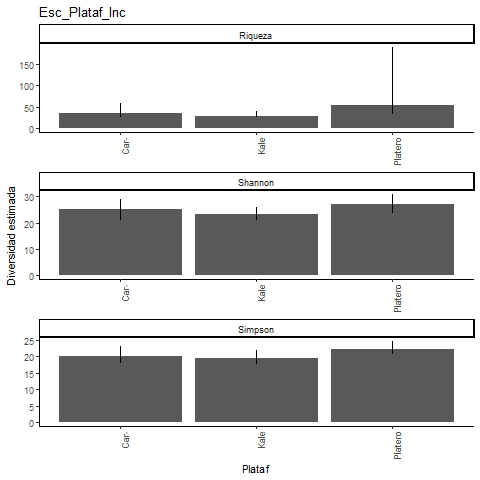 Esc_Plataf_Inc
Riqueza
150
100
50
0
Car-
Kale
Platero
Shannon
30
20
10
0
Car-
Kale
Platero
Simpson
25
20
15
10
5
0
Car-
Kale
Platero
Diversidad estimada
Plataf